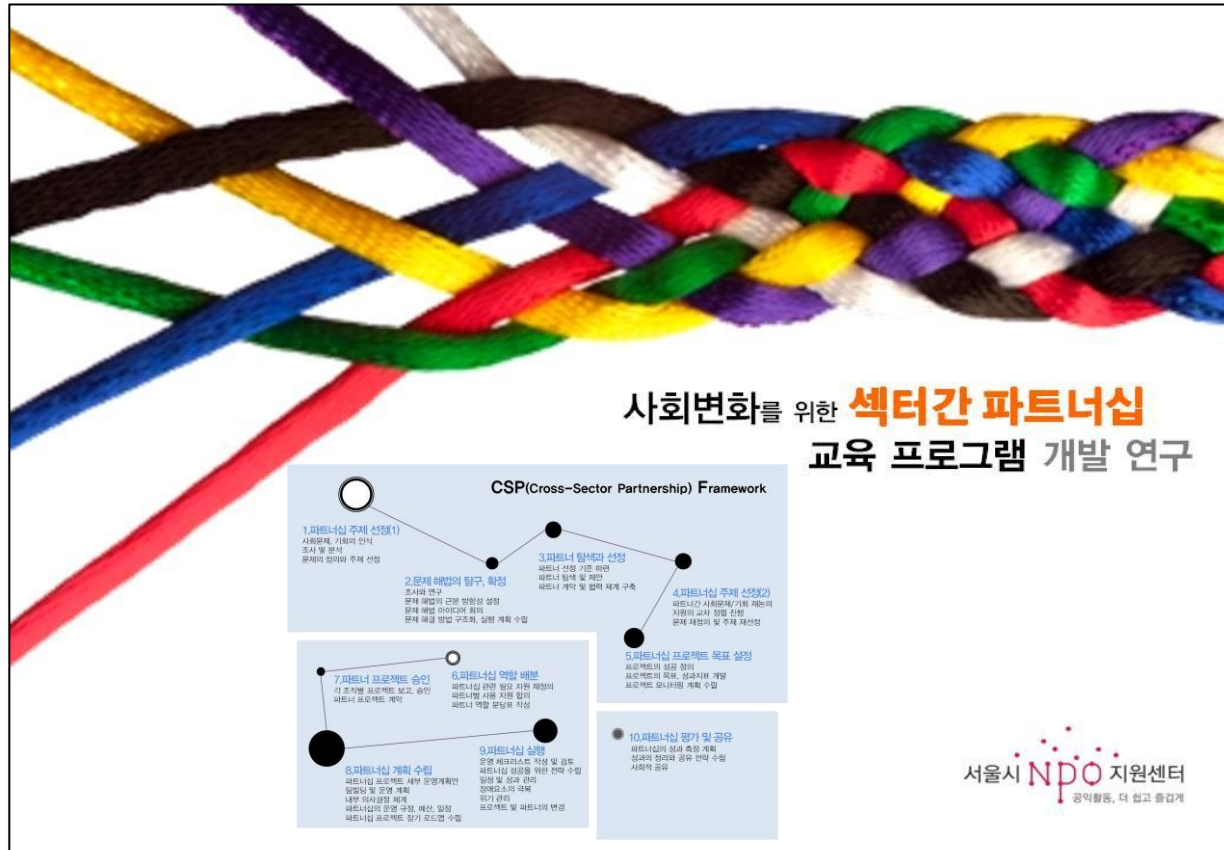 사회변화를 위한 섹터간 파트너십
교육 프로그램 개발 연구
CSP(Cross-Sector Partnership) Framework
1.파트너십 주제 선정(1)
사회문제, 기회의 인식
조사 및 분석
문제의 정의와 주제 선정
2.문제 해법의 탐구, 확정
조사와 연구
문제 해법의 근본 방향성 설정
문제 해법 아이디어 회의
문제 해결 방법 구조화, 실행 계획 수립
3.파트너 탐색과 선정
파트너 선정 기준 마련
파트너 탐색 및 제안
파트너 계약 및 협력 체계 구축
4.파트너십 주제 선정(2)
파트너간 사회문제/기회 재논의
자원의 교차 정렬 진행
문제 재정의 및 주제 재선정
5.파트너십 프로젝트 목표 설정
프로젝트의 성공 정의
프로젝트의 목표, 성과지표 개발
프로젝트 모니터링 계획 수립
6.파트너십 역할 배분
파트너십 관련 필요 자원 재정의
파트너별 사용 자원 합의
파트너 역할 분담표 작성
7.파트너 프로젝트 승인
각 조직별 프로젝트 보고, 승인
파트너 프로젝트 계약
8.파트너십 계획 수립
파트너십 프로젝트 세부 운영계획안
팀빌딩 및 운영 계획
내부 의사결정 체계
파트너십의 운영 규정, 예산, 일정
파트너십 프로젝트 장기 로드맵 수립
9.파트너십 실행
운영 체크리스트 작성 및 검토
파트너십 성공을 위한 전략 수립
일정 및 성과 관리
장애요소의 극복
위기 관리
프로젝트 및 파트너의 변경
10.파트너십 평가 및 공유
파트너십의 성과 측정 계획
성과의 정리와 공유 전략 수립
사회적 공유
서울시 NPO 지원센터
공익활동, 더 쉽고 즐겁게